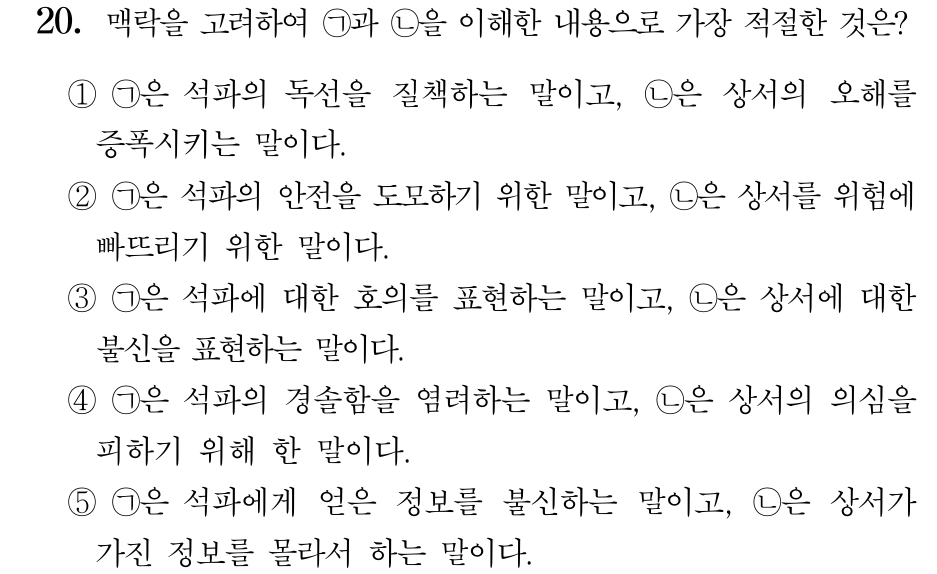 20. 맥락을 고려하여 ㉠과 ㉡을 이해한 내용으로 가장 적절한 것은?
① ㉠은 석파의 독선을 질책하는 말이고, ㉡은 상서의 오해를
증폭시키는 말이다.
② ㉠은 석파의 안전을 도모하기 위한 말이고, ㉡은 상서를 위험에
빠뜨리기 위한 말이다.
③ ㉠은 석파에 대한 호의를 표현하는 말이고, ㉡은 상서에 대한
불신을 표현하는 말이다.
④ ㉠은 석파의 경솔함을 염려하는 말이고, ㉡은 상서의 의심을
피하기 위해 한 말이다.
⑤ ㉠은 석파에게 얻은 정보를 불신하는 말이고, ㉡은 상서가
가진 정보를 몰라서 하는 말이다.